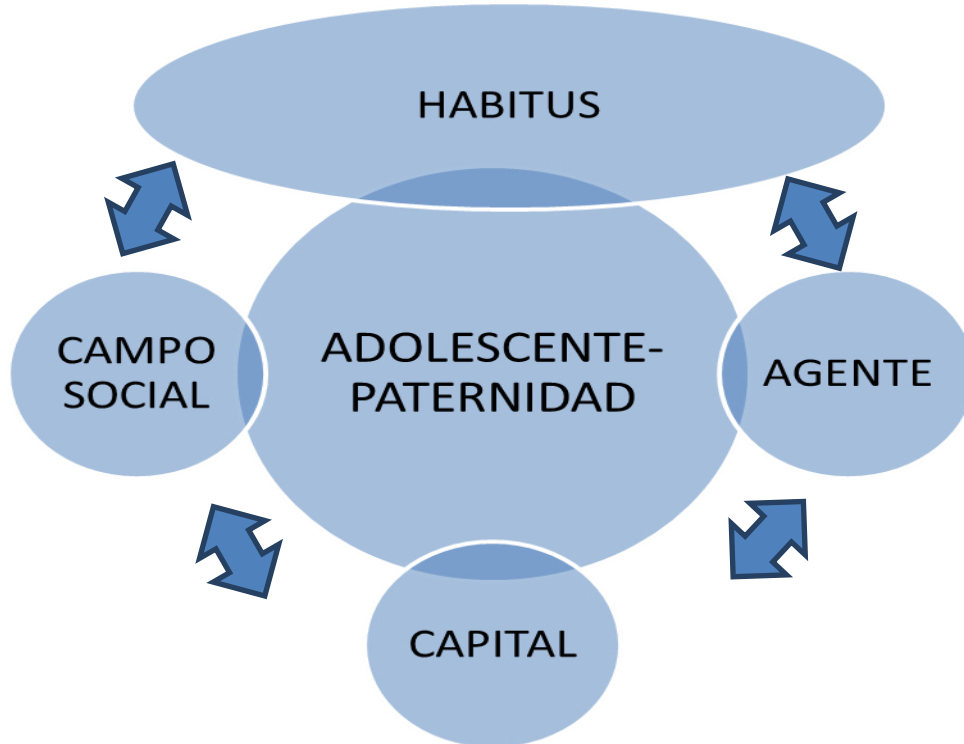 HABITUS
CAMPO
SOCIAL
ADOLESCENTE-
PATERNIDAD
AGENTE
CAPITAL